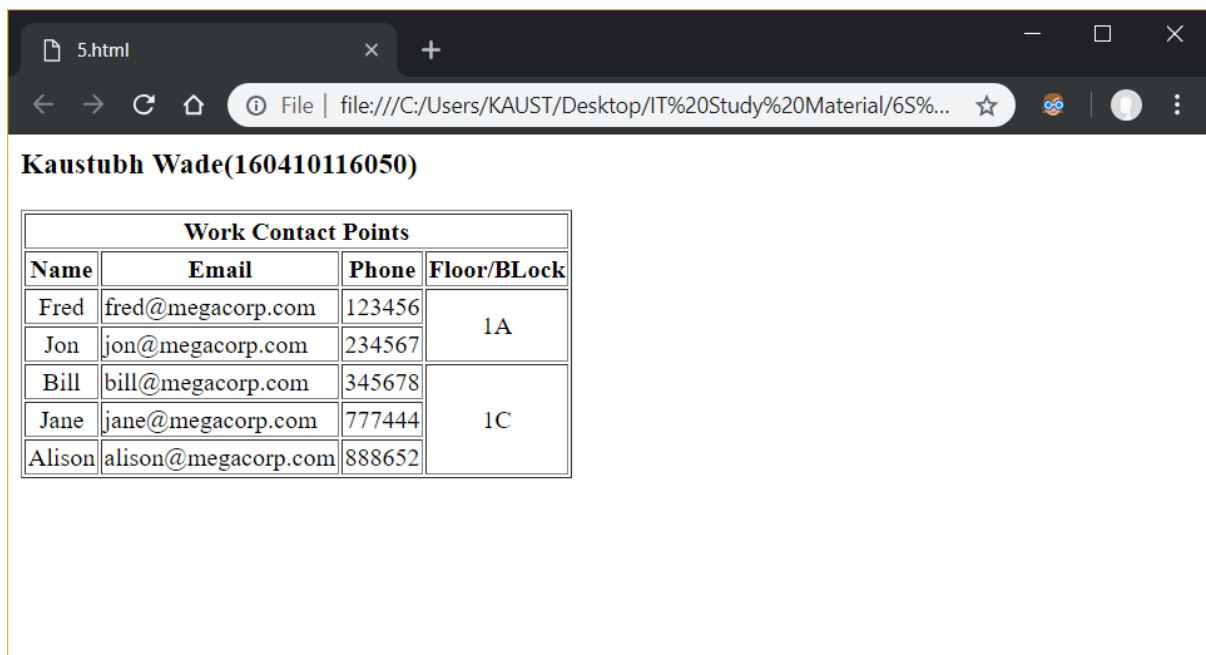 5.html
File | file:///C:/Users/KAUST/Desktop/IT%20Study%20Material/6S%...
Kaustubh Wade(160410116050)
Work Contact Points
Name Email Phone Floor/BLock
Fred fred@megacorp.com 123456 1A
Jon jon@megacorp.com 234567
Bill bill@megacorp.com 345678 1C
Jane jane@megacorp.com 777444
Alison alison@megacorp.com 888652